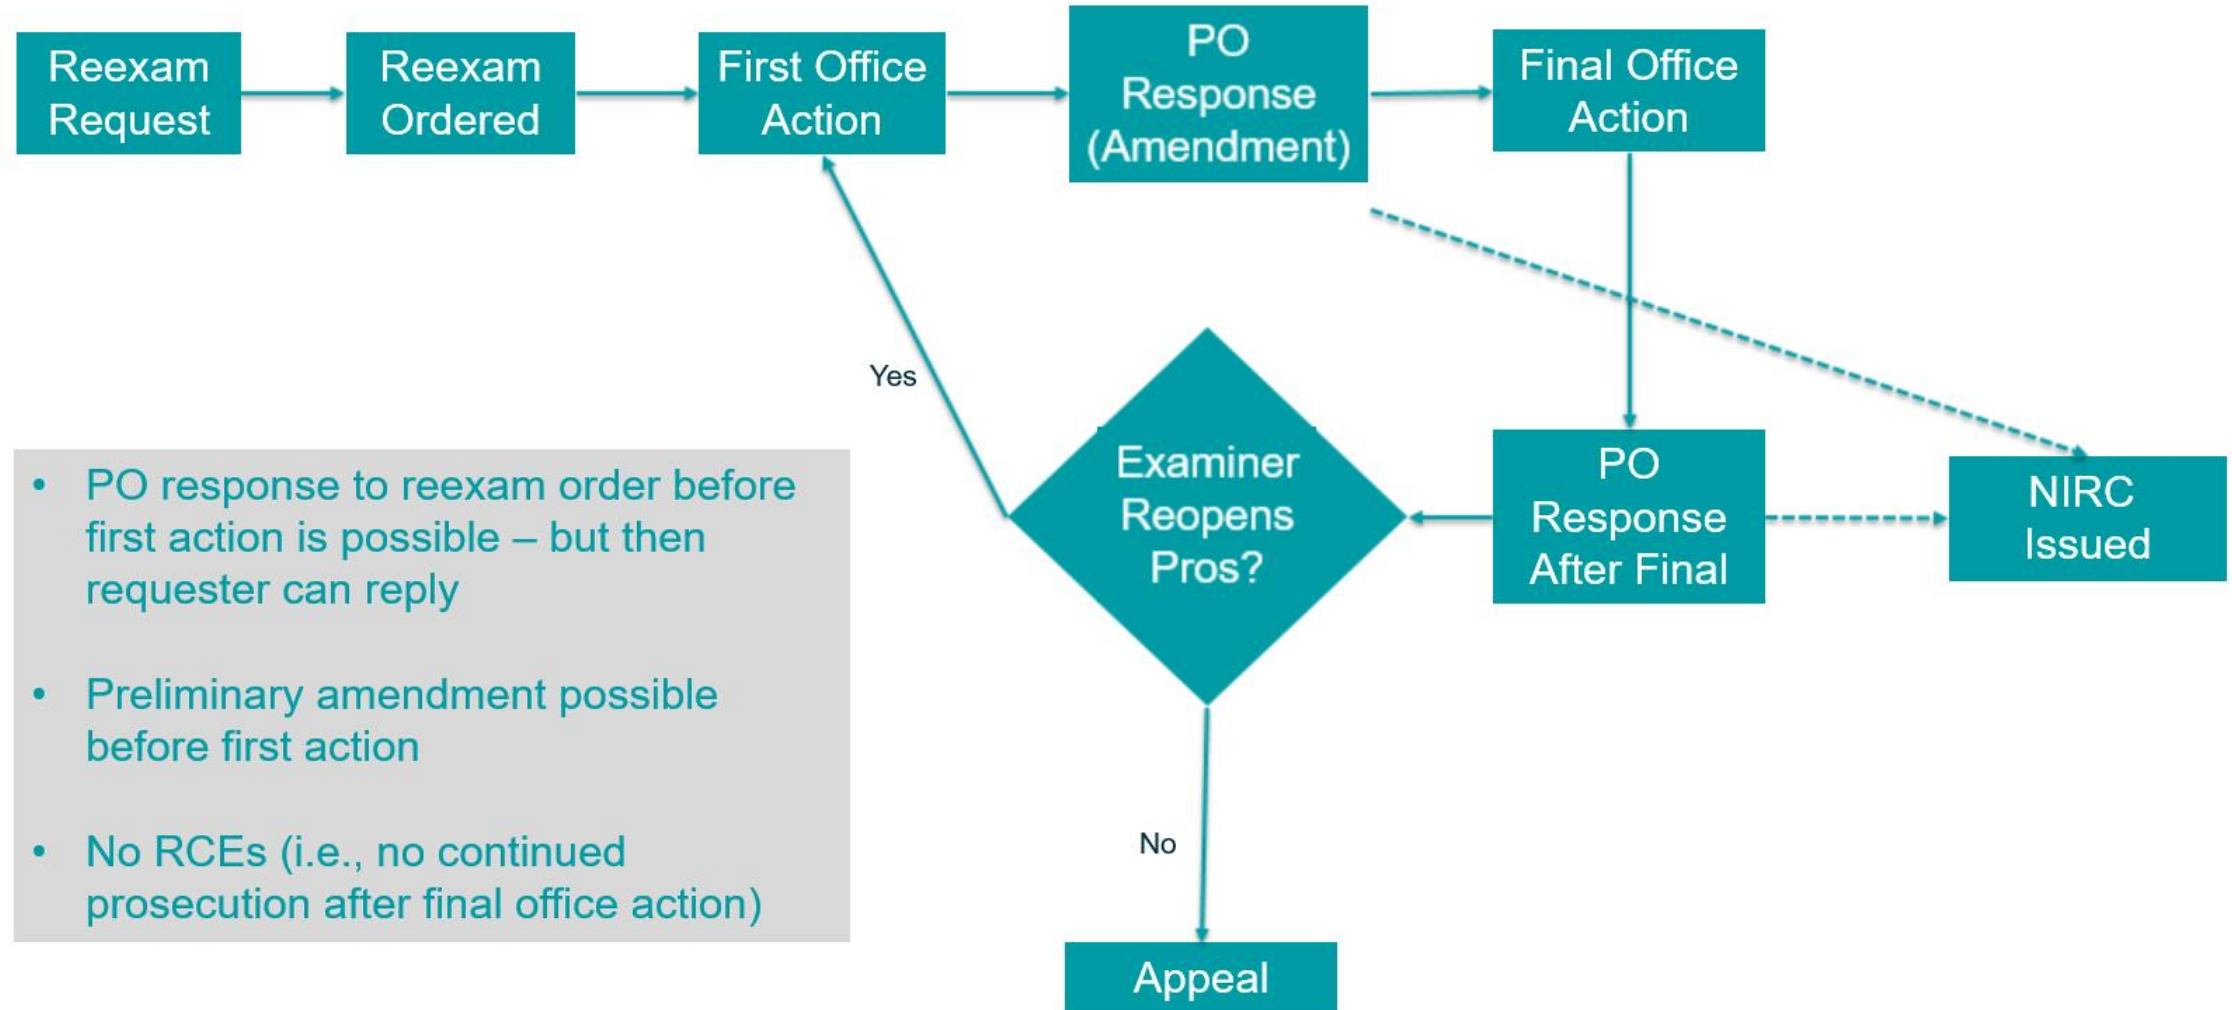 Reexam
Request
Reexam
Ordered
First Office
Action
PO
Response
(Amendment)
Final Office
Action
Yes
Examiner
Reopens
Pros?
PO
Response
After Final
NIRC
Issued
• PO response to reexam order before
first action is possible – but then
requester can reply
• Preliminary amendment possible
before first action
• No RCEs (i.e., no continued
prosecution after final office action)
No
Appeal